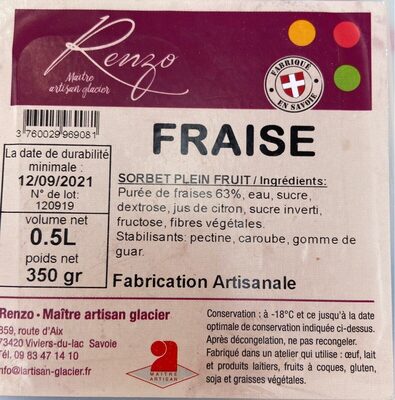 Renzo
Maître
artisan glacier
FABRIQUÉ
EN SAVOIE
3 760029 969081
FRAISE
La date de durabilité
minimale :
12/09/2021
N° de lot:
120919
volume net
0.5L
poids net
350 gr
SORBET PLEIN FRUIT / Ingrédients:
Purée de fraises 63%, eau, sucre,
dextrose, jus de citron, sucre inverti,
fructose, fibres végétales.
Stabilisants: pectine, caroube, gomme de
guar.
Fabrication Artisanale
Renzo - Maître artisan glacier
859, route d'Aix
73420 Viviers-du-lac Savoie
Tél. 09 83 47 14 10
info@lartisan-glacier.fr
MAITRE
ARTISAN
Conservation : à -18°C et ce jusqu'à la date
optimale de conservation indiquée ci-dessus.
Après décongelation, ne pas recongeler.
Fabriqué dans un atelier qui utilise : œuf, lait
et produits laitiers, fruits à coques, gluten,
soja et graisses végétales.